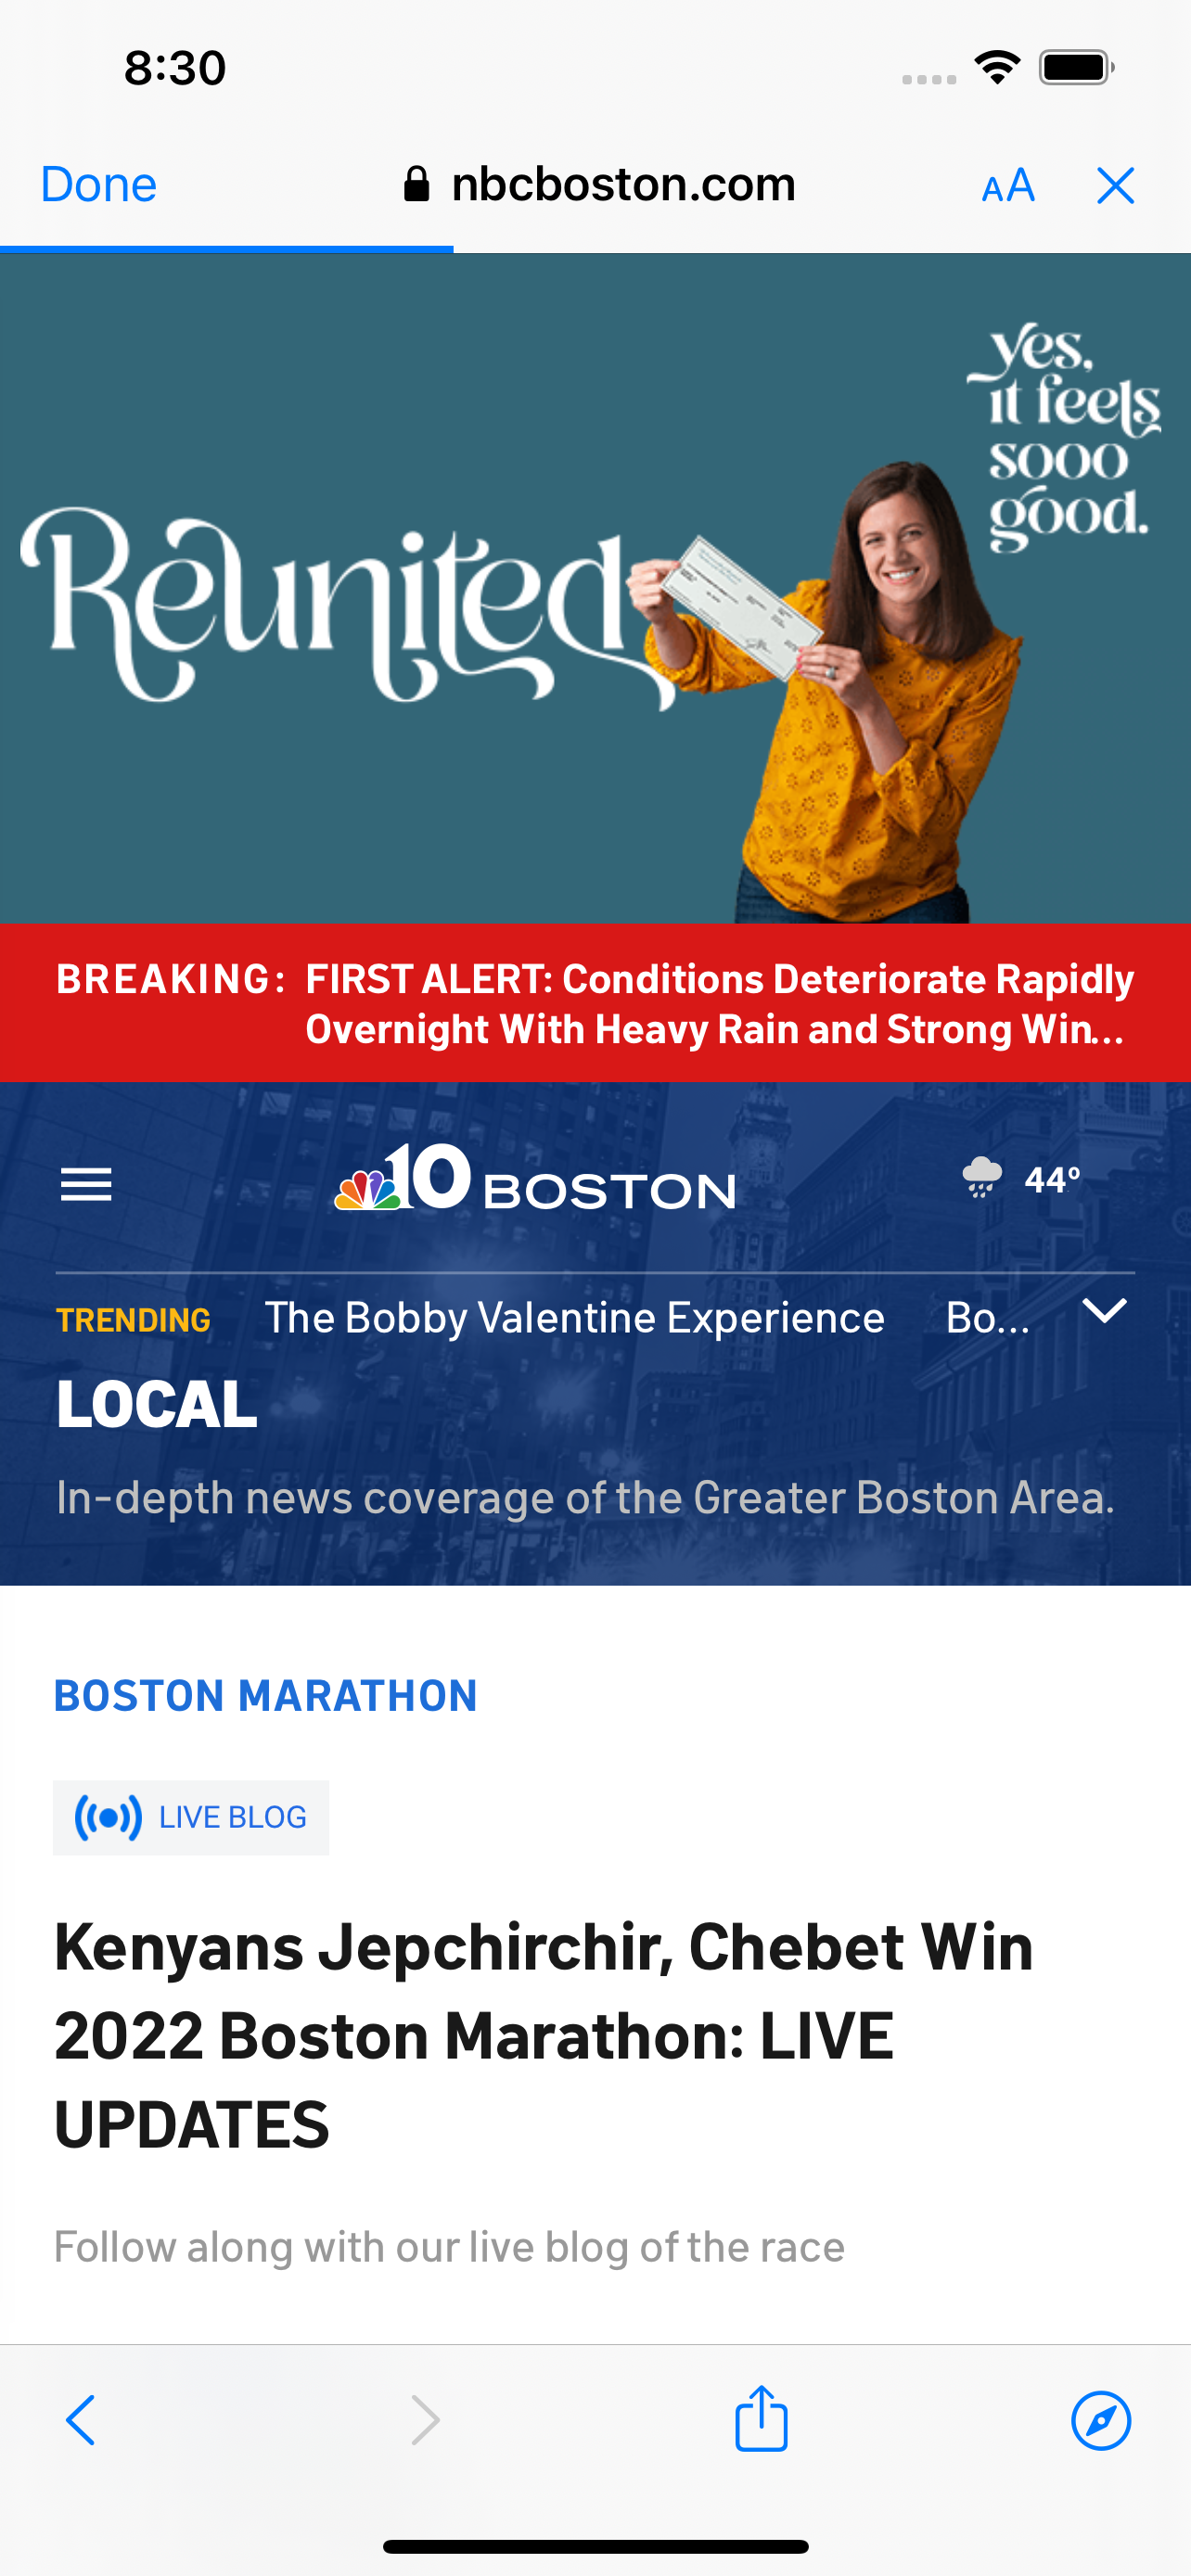 8:30
Done
nbcboston.com
AA
yes,
it feels
sooo
good.
Reunited
BREAKING: FIRST ALERT: Conditions Deteriorate Rapidly
Overnight With Heavy Rain and Strong Win...
10 BOSTON
44º
TRENDING The Bobby Valentine Experience Bo...
LOCAL
In-depth news coverage of the Greater Boston Area.
BOSTON MARATHON
LIVE BLOG
Kenyans Jepchirchir, Chebet Win
2022 Boston Marathon: LIVE
UPDATES
Follow along with our live blog of the race